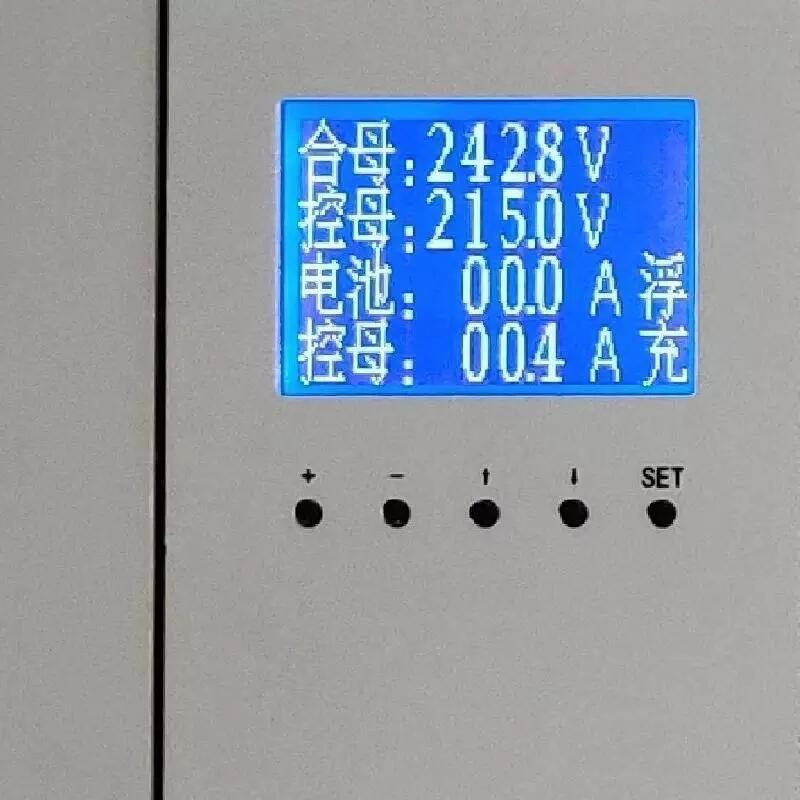 合母:242.8V
控母:215.0V
电池: 00.0 A 浮
控母: 00.4 A 充
+ - ↑ ↓ SET